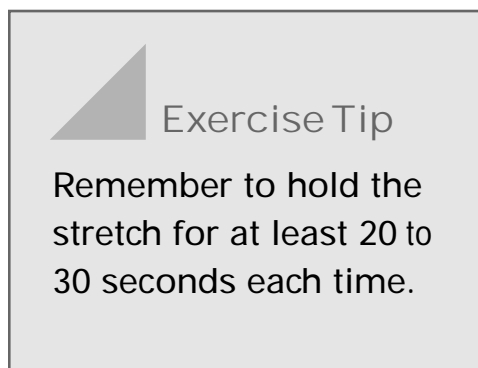 Exercise Tip
Remember to hold the
stretch for at least 20 to
30 seconds each time.